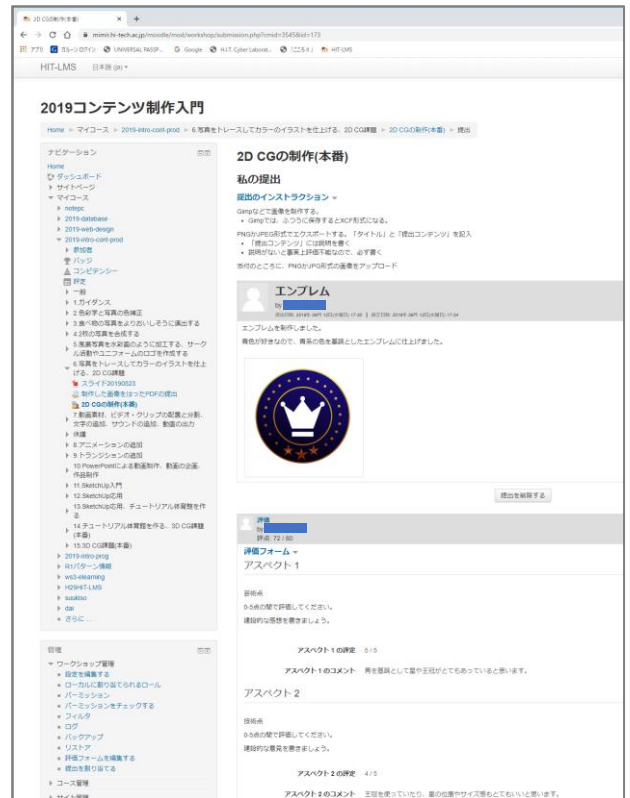 2D CGの制作(本番)
mimir.hi-tech.ac.jp/moodle/mod/workshop/submission.php?cmid=3545&id=173
アプリ
UNIVERSAL PASSP...
Google
H.I.T. Cyber Laborat...
HIT-LMS
HIT-LMS 日本語 (ja)
2019コンテンツ制作入門
Home マイコース 2019-intro-cont-prod 6.写真をトレースしてカラーのイラストを仕上げる、2D CG課題 2D CGの制作(本番) 提出
ナビゲーション
Home
ダッシュボード
サイトページ
マイコース
notepc
2019-database
2019-web-design
2019-intro-cont-prod
参加者
バッジ
コンピテンシー
評定
一般
1.ガイダンス
2.色彩学と写真の色補正
3.食べ物の写真をよりおいしそうに演出する
4.2枚の写真を合成する
5.風景写真を水彩画のように加工する、サーク
ル活動やユニフォームのロゴを作成する
6.写真をトレースしてカラーのイラストを仕上
げる、2D CG課題
スライド20190523
制作した画像をはったPDFの提出
2D CGの制作(本番)
7.動画素材、ビデオ・クリップの配置と分割、
文字の追加、サウンドの追加、動画の出力
休講
8.アニメーションの追加
9.トランジションの追加
10.PowerPointによる動画制作、動画の企画、
作品制作
11.SketchUp入門
12.SketchUp応用
13.SketchUp応用、チュートリアル体育館を作
る
14.チュートリアル体育館を作る、3D CG課題
(本番)
15.3D CG課題(本番)
2019-intro-prog
R1パターン情報
ws3-elearning
H29HIT-LMS
susukiso
dai
さらに ...
管理
ワークショップ管理
設定を編集する
ローカルに割り当てられるロール
パーミッション
パーミッションをチェックする
フィルタ
ログ
バックアップ
リストア
評価フォームを編集する
提出を割り当てる
コース管理
サイト管理
2D CGの制作(本番)
私の提出
提出のインストラクション
Gimpなどで画像を制作する。
Gimpでは、ふつうに保存するとXCF形式になる。
PNGかJPEG形式でエクスポートする。「タイトル」と「提出コンテンツ」を記入
「提出コンテンツ」には説明を書く
説明がないと事実上評価不能なので、必ず書く
添付のところに、PNGかJPG形式の画像をアップロード
エンブレム
by
エンブレムを制作しました。
青色が好きなので、青系の色を基調としたエンブレムに仕上げました。
提出を削除する
評価
by
評点: 72 / 80
評価フォーム
アスペクト 1
芸術点
0-5点の間で評価してください。
建設的な感想を書きましょう。
アスペクト 1 の評定 5 / 5
アスペクト 1 のコメント 青を基調として星や王冠がとてもあっていると思います。
アスペクト 2
技術点
0-5点の間で評価してください。
建設的な意見を書きましょう。
アスペクト 2 の評定 4 / 5
アスペクト 2 のコメント 王冠を使っていたり、星の位置やサイズ感もとてもいいと思います。